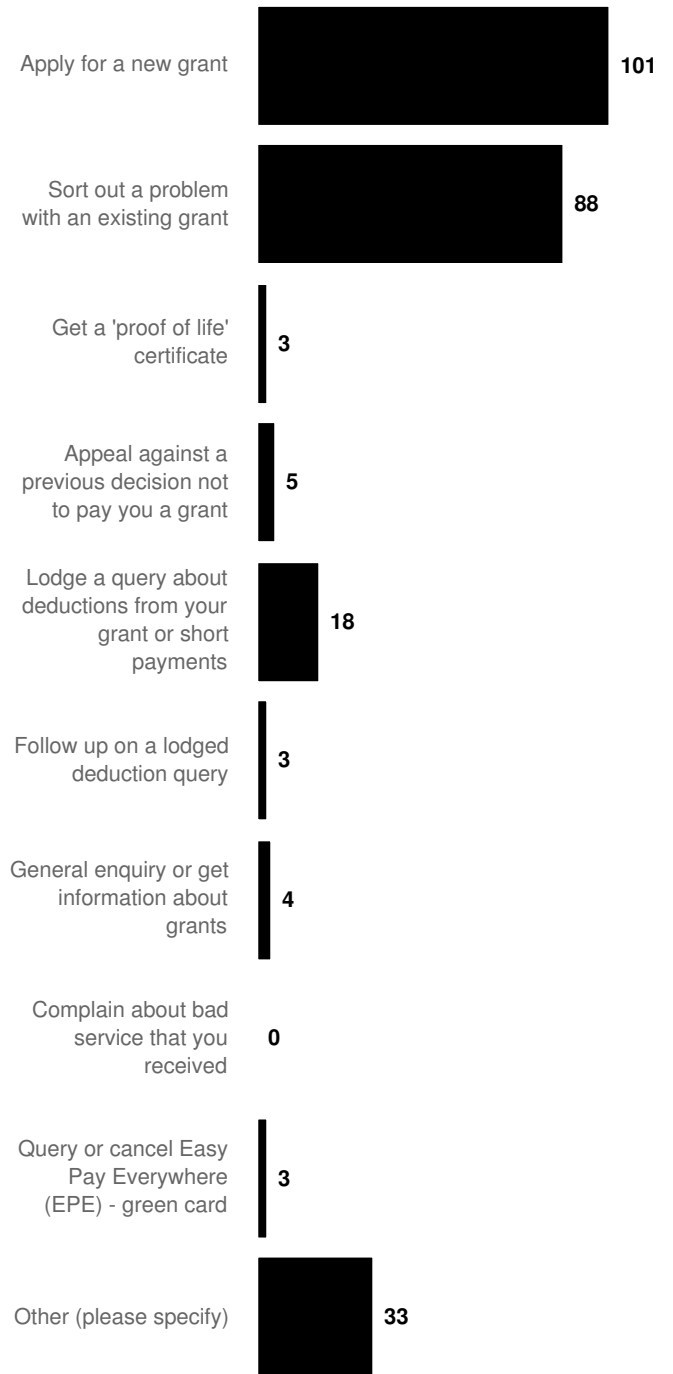 Apply for a new grant
101
Sort out a problem
with an existing grant
88
Get a 'proof of life'
certificate
3
Appeal against a
previous decision not
to pay you a grant
5
Lodge a query about
deductions from your
grant or short
payments
18
Follow up on a lodged
deduction query
3
General enquiry or get
information about
grants
4
Complain about bad
service that you
received
0
Query or cancel Easy
Pay Everywhere
(EPE) - green card
3
Other (please specify)
33